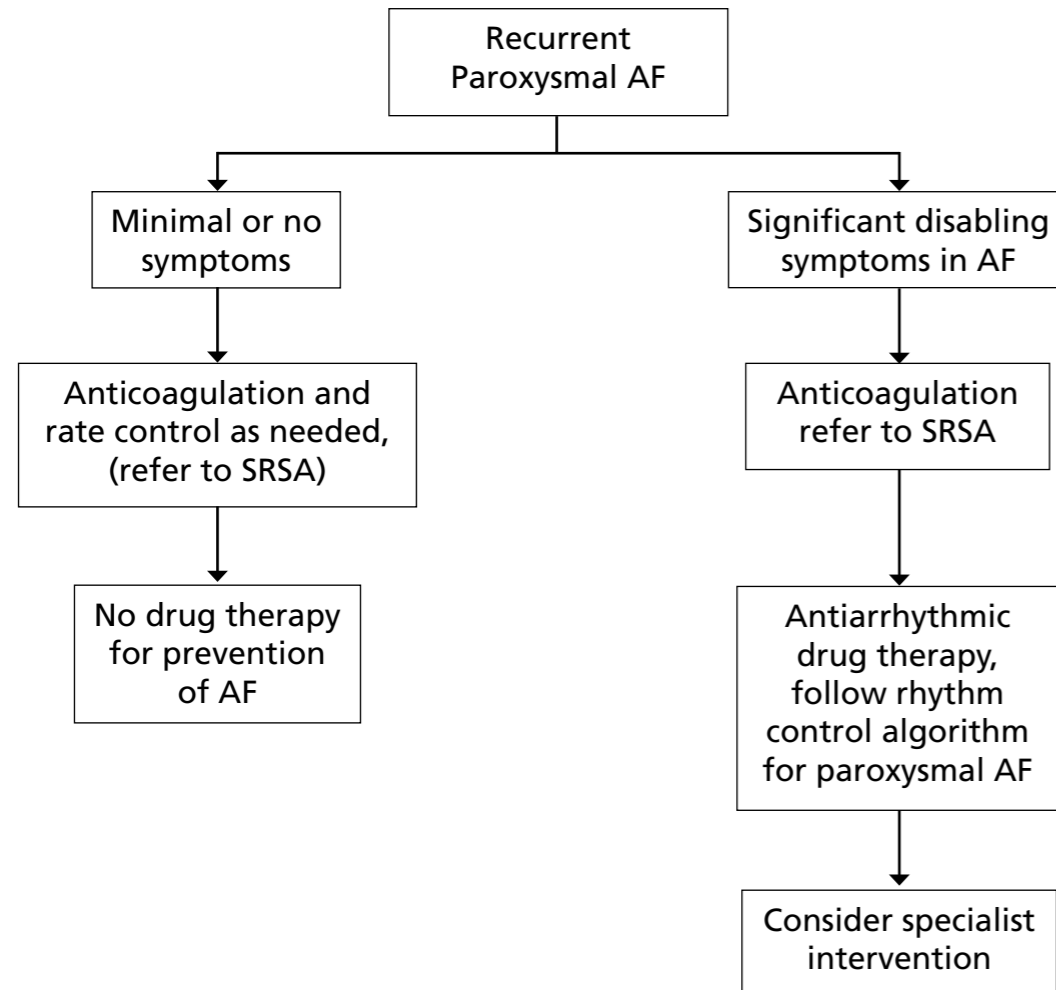 Recurrent
Paroxysmal AF
Minimal or no
symptoms
Significant disabling
symptoms in AF
Anticoagulation and
rate control as needed,
(refer to SRSA)
Anticoagulation
refer to SRSA
No drug therapy
for prevention
of AF
Antiarrhythmic
drug therapy,
follow rhythm
control algorithm
for paroxysmal AF
Consider specialist
intervention